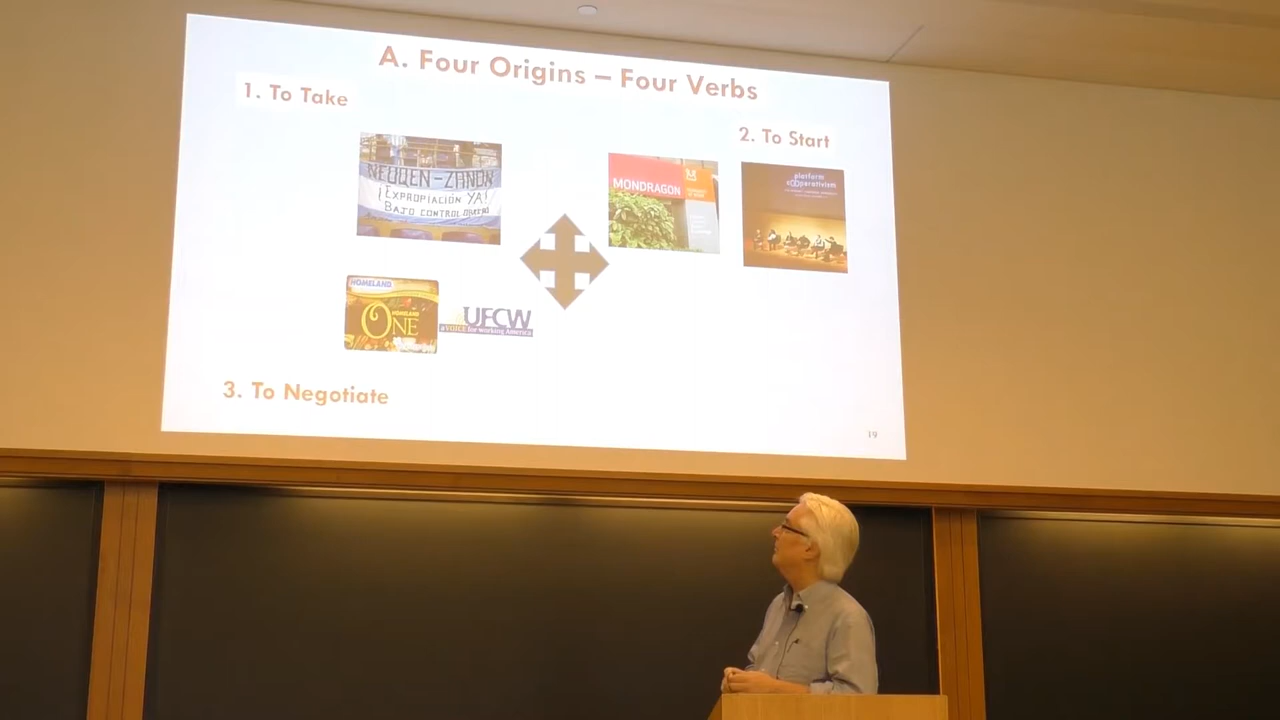 A. Four Origins – Four Verbs
1. To Take
2. To Start
NEUQEN-ZANON
¡EXPROPIACIÓN YA!
BAJO CONTROL OBRERO
MONDRAGON
platform
cooperativism
HOMELAND
HOMELAND
ONE
UFCW
a VOICE for working America
3. To Negotiate
19